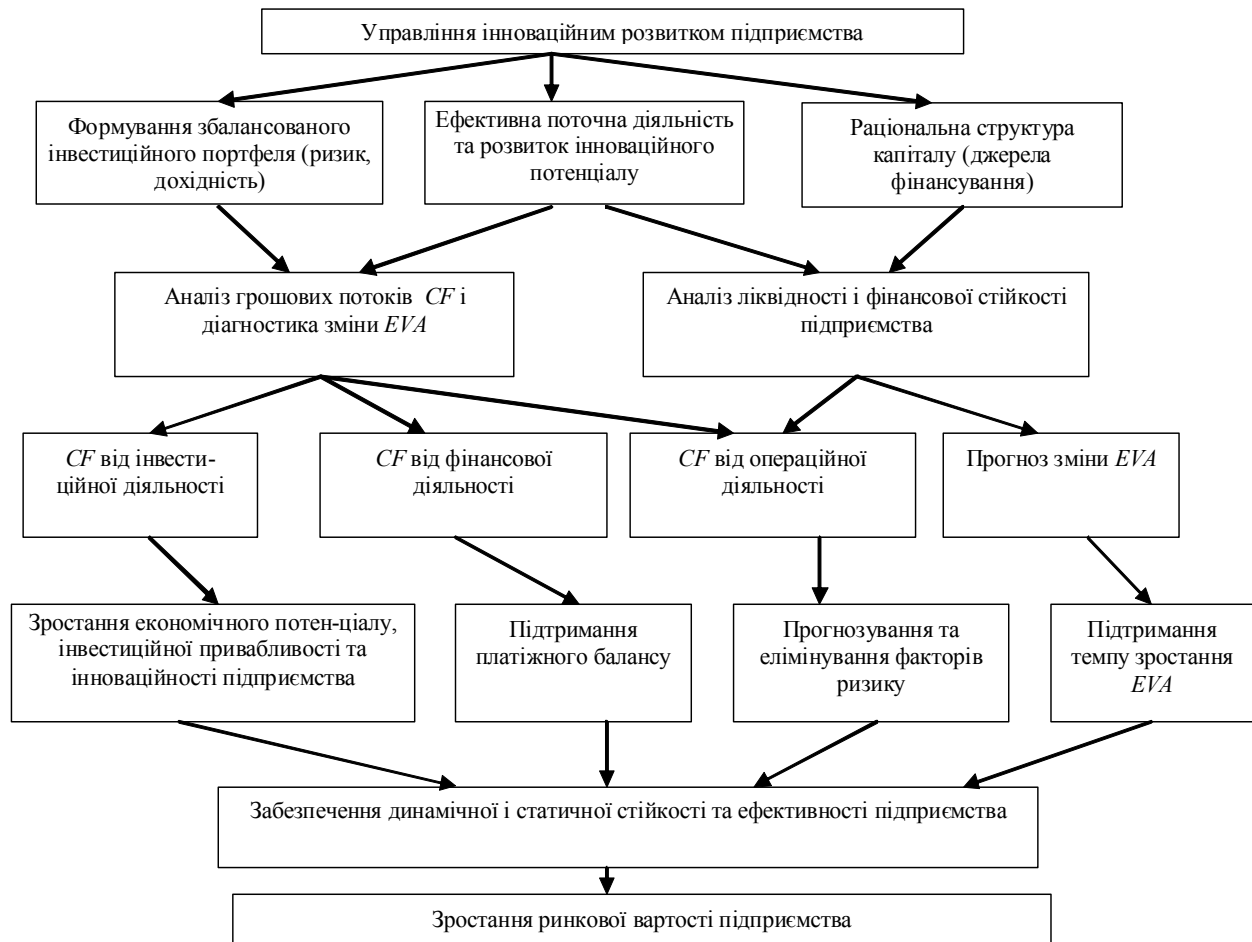 Управління інноваційним розвитком підприємства
Формування збалансованого
інвестиційного портфеля (ризик,
дохідність)
Ефективна поточна діяльність
та розвиток інноваційного
потенціалу
Раціональна структура
капіталу (джерела
фінансування)
Аналіз грошових потоків CF і
діагностика зміни EVA
Аналіз ліквідності і фінансової стійкості
підприємства
CF від інвести-
ційної діяльності
CF від фінансової
діяльності
CF від операційної
діяльності
Прогноз зміни EVA
Зростання економічного потен-ціалу,
інвестиційної привабливості та
інноваційності підприємства
Підтримання
платіжного балансу
Прогнозування та
елімінування факторів
ризику
Підтримання
темпу зростання
EVA
Забезпечення динамічної і статичної стійкості та ефективності підприємства
Зростання ринкової вартості підприємства